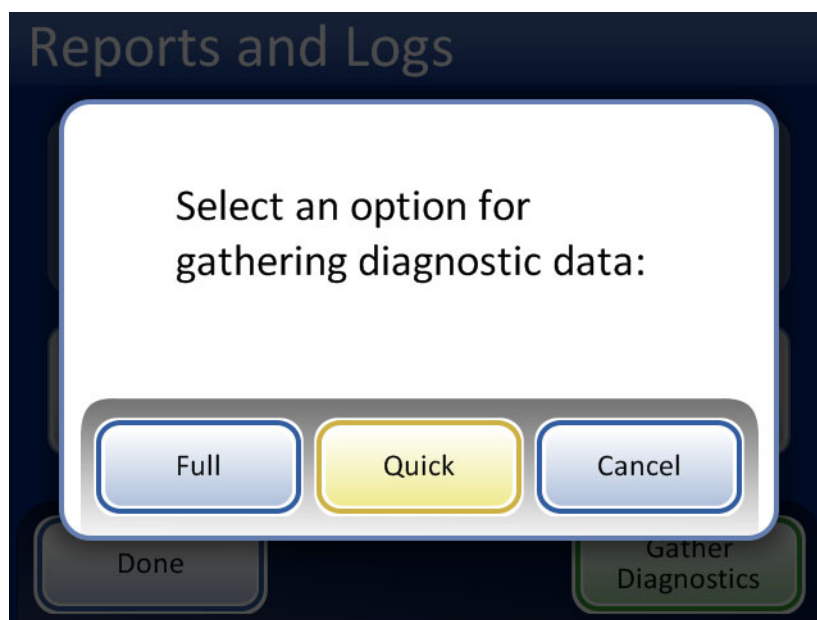 Reports and Logs
Select an option for
gathering diagnostic data:
Full
Quick
Cancel
Done
Gather
Diagnostics